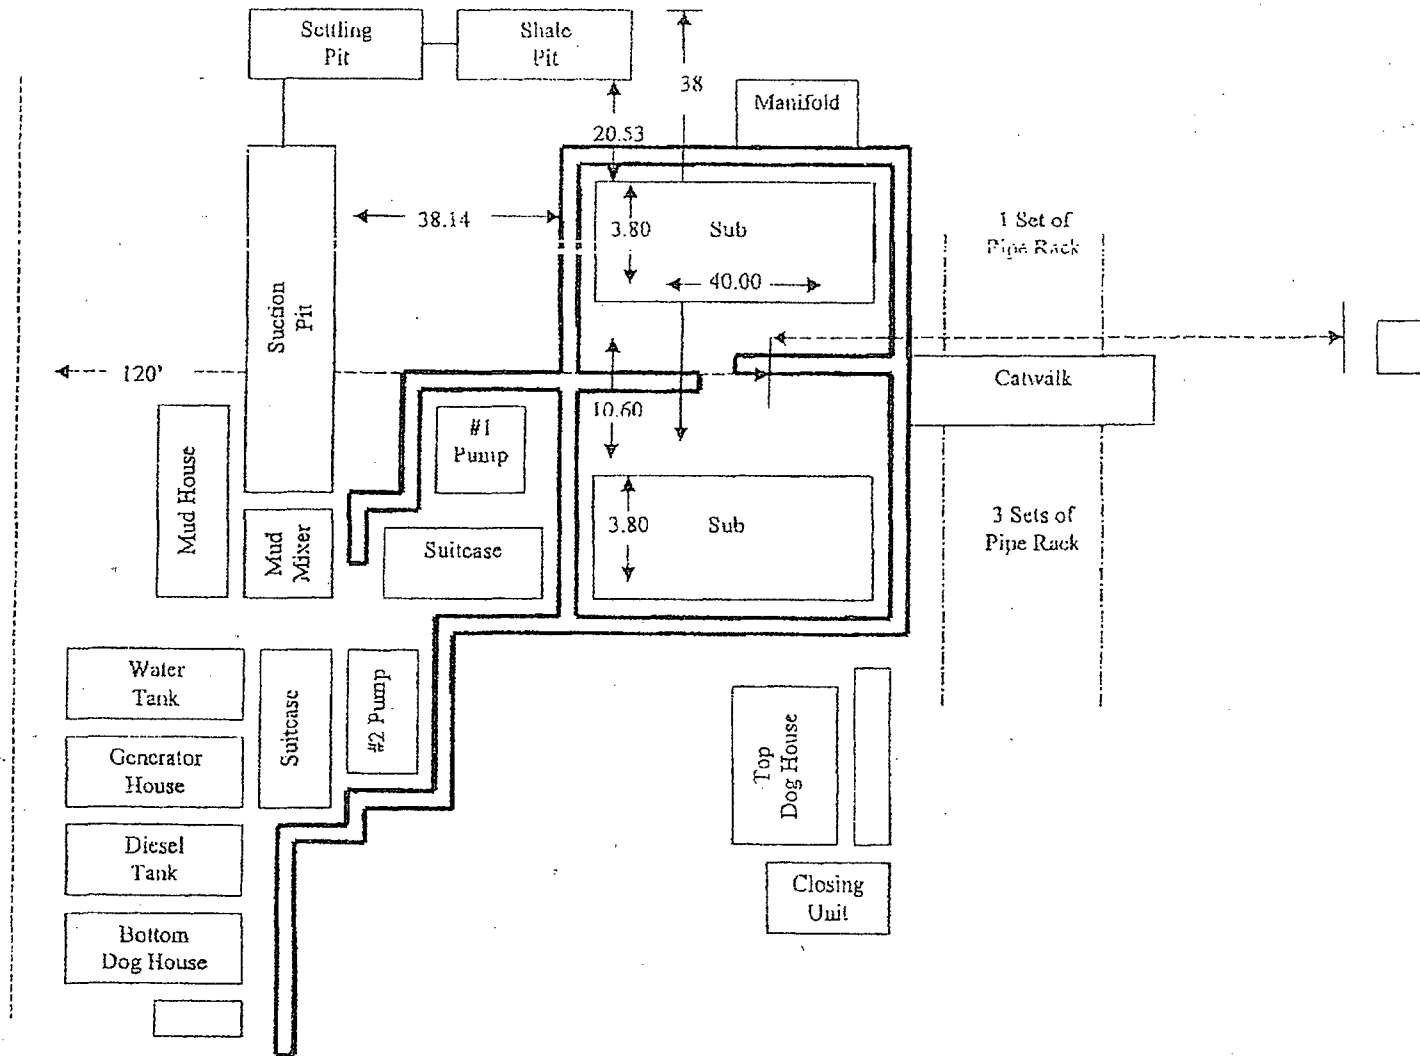 Settling
Pit
Shale
Pit
38
Manifold
20.53
38.14
3.80
Sub
40.00
1 Set of
Pipe Rack
Suction
Pit
120'
Catwalk
10.60
#1
Pump
Mud House
Mud
Mixer
Suitcase
3.80
Sub
3 Sets of
Pipe Rack
Water
Tank
Suitcase
#2 Pump
Generator
House
Top
Dog House
Diesel
Tank
Closing
Unit
Bottom
Dog House